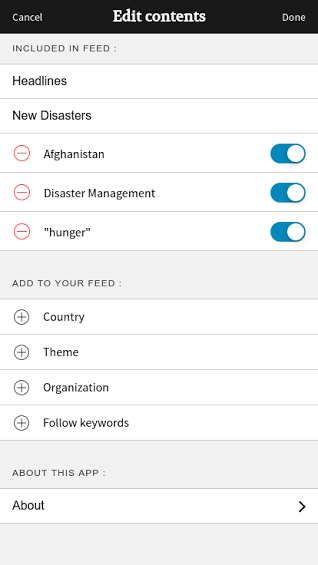 Cancel Edit contents Done
INCLUDED IN FEED :
Headlines
New Disasters
Afghanistan
Disaster Management
"hunger"
ADD TO YOUR FEED :
Country
Theme
Organization
Follow keywords
ABOUT THIS APP :
About